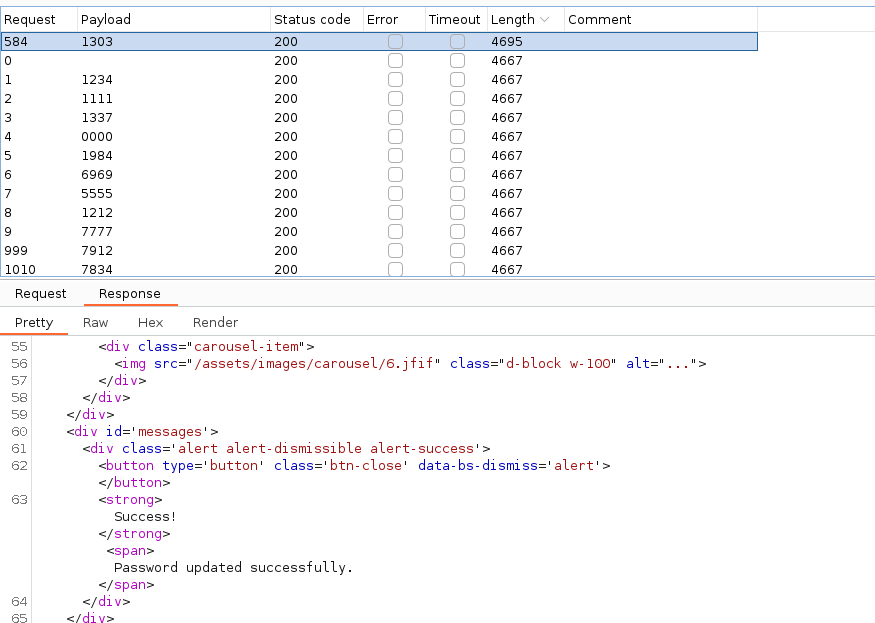 Request Payload Status code Error Timeout Length Comment
584 1303 200 4695
0 200 4667
1 1234 200 4667
2 1111 200 4667
3 1337 200 4667
4 0000 200 4667
5 1984 200 4667
6 6969 200 4667
7 5555 200 4667
8 1212 200 4667
9 7777 200 4667
999 7912 200 4667
1010 7834 200 4667
Request Response
Pretty Raw Hex Render
55 <div class="carousel-item">
56 <img src="/assets/images/carousel/6.jfif" class="d-block w-100" alt="...">
57 </div>
58 </div>
59 </div>
60 <div id='messages'>
61 <div class='alert alert-dismissible alert-success'>
62 <button type='button' class='btn-close' data-bs-dismiss='alert'>
</button>
63 <strong>
Success!
</strong>
<span>
Password updated successfully.
</span>
64 </div>
65 </div>